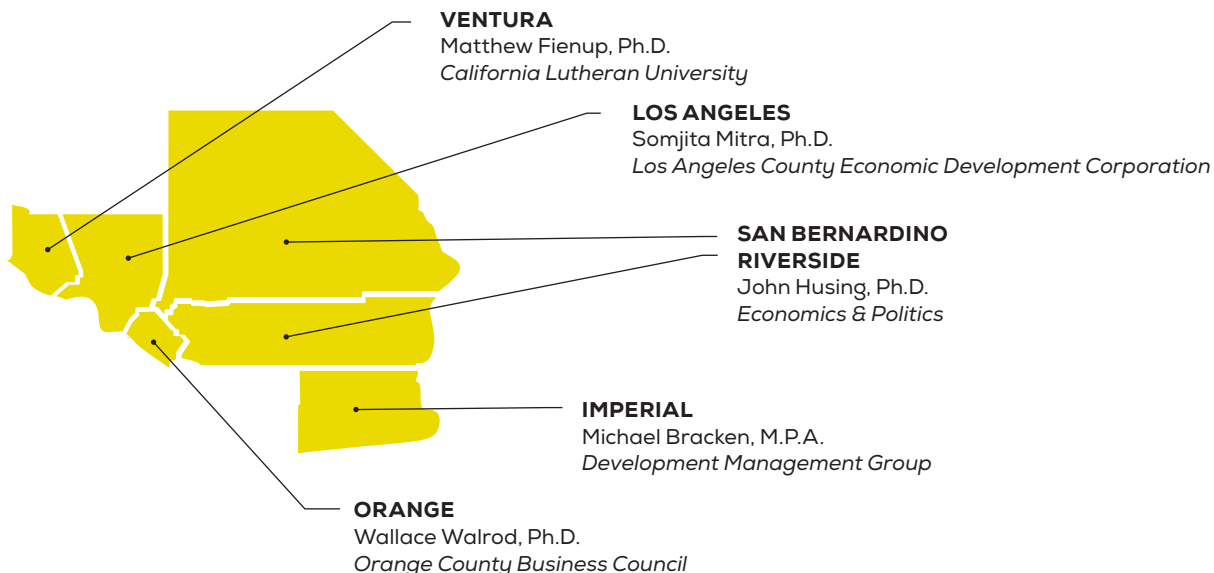 VENTURA
Matthew Fienup, Ph.D.
California Lutheran University
LOS ANGELES
Somjita Mitra, Ph.D.
Los Angeles County Economic Development Corporation
SAN BERNARDINO
RIVERSIDE
John Husing, Ph.D.
Economics & Politics
IMPERIAL
Michael Bracken, M.P.A.
Development Management Group
ORANGE
Wallace Walrod, Ph.D.
Orange County Business Council